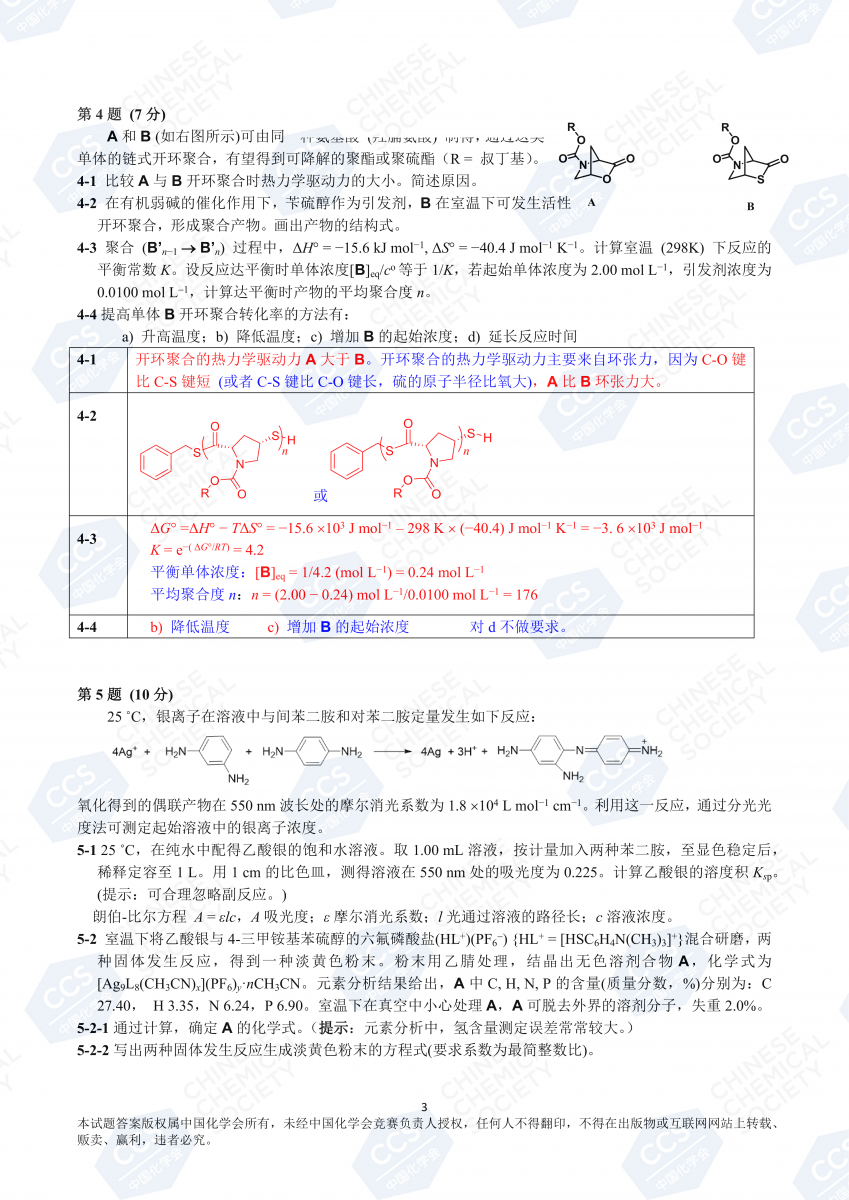 第 4 题 (7 分)
A 和 B (如右图所示)可由同一种氨基酸 (羟脯氨酸) 制得，通过这类
单体的链式开环聚合，有望得到可降解的聚酯或聚硫酯（R = 叔丁基）。
R O O N O O A
R O O N S O B
4-1 比较 A 与 B 开环聚合时热力学驱动力的大小。简述原因。
4-2 在有机弱碱的催化作用下，苄硫醇作为引发剂，B 在室温下可发生活性
开环聚合，形成聚合产物。画出产物的结构式。
4-3 聚合 (B’n−1 → B’n) 过程中，ΔH° = −15.6 kJ mol−1, ΔS° = −40.4 J mol−1 K−1。计算室温 (298K) 下反应的
平衡常数 K。设反应达平衡时单体浓度[B]eq/cº 等于 1/K，若起始单体浓度为 2.00 mol L−1，引发剂浓度为
0.0100 mol L−1，计算达平衡时产物的平均聚合度 n。
4-4 提高单体 B 开环聚合转化率的方法有：
a) 升高温度；b) 降低温度；c) 增加 B 的起始浓度；d) 延长反应时间
4-1 开环聚合的热力学驱动力 A 大于 B。开环聚合的热力学驱动力主要来自环张力，因为 C-O 键
比 C-S 键短 (或者 C-S 键比 C-O 键长，硫的原子半径比氧大)，A 比 B 环张力大。
4-2
S O N S H n O O R 或 S O N S H n O O R
4-3 ΔG° =ΔH° − TΔS° = −15.6 ×103 J mol−1 – 298 K × (−40.4) J mol−1 K−1 = −3. 6 ×103 J mol−1
K = e−( ΔG°/RT) = 4.2
平衡单体浓度：[B]eq = 1/4.2 (mol L−1) = 0.24 mol L−1
平均聚合度 n：n = (2.00 − 0.24) mol L−1/0.0100 mol L−1 = 176
4-4 b) 降低温度 c) 增加 B 的起始浓度 对 d 不做要求。
第 5 题 (10 分)
25 ˚C，银离子在溶液中与间苯二胺和对苯二胺定量发生如下反应：
4Ag+ + H2N NH2 + H2N NH2 → 4Ag + 3H+ + H2N NH2 N NH2 +
氧化得到的偶联产物在 550 nm 波长处的摩尔消光系数为 1.8 ×104 L mol−1 cm−1。利用这一反应，通过分光光
度法可测定起始溶液中的银离子浓度。
5-1 25 ˚C，在纯水中配得乙酸银的饱和水溶液。取 1.00 mL 溶液，按计量加入两种苯二胺，至显色稳定后，
稀释定容至 1 L。用 1 cm 的比色皿，测得溶液在 550 nm 处的吸光度为 0.225。计算乙酸银的溶度积 Ksp。
(提示：可合理忽略副反应。)
朗伯-比尔方程 A = εlc，A 吸光度；ε 摩尔消光系数；l 光通过溶液的路径长；c 溶液浓度。
5-2 室温下将乙酸银与 4-三甲铵基苯硫醇的六氟磷酸盐(HL+)(PF6−) {HL+ = [HSC6H4N(CH3)3]+}混合研磨，两
种固体发生反应，得到一种淡黄色粉末。粉末用乙腈处理，结晶出无色溶剂合物 A，化学式为
[Ag9L8(CH3CN)x](PF6)y·nCH3CN。元素分析结果给出，A 中 C, H, N, P 的含量(质量分数，%)分别为：C
27.40， H 3.35，N 6.24，P 6.90。室温下在真空中小心处理 A，A 可脱去外界的溶剂分子，失重 2.0%。
5-2-1 通过计算，确定 A 的化学式。（提示：元素分析中，氢含量测定误差常常较大。）
5-2-2 写出两种固体发生反应生成淡黄色粉末的方程式(要求系数为最简整数比)。
3
本试题答案版权属中国化学会所有，未经中国化学会竞赛负责人授权，任何人不得翻印，不得在出版物或互联网网站上转载、
贩卖、赢利，违者必究。